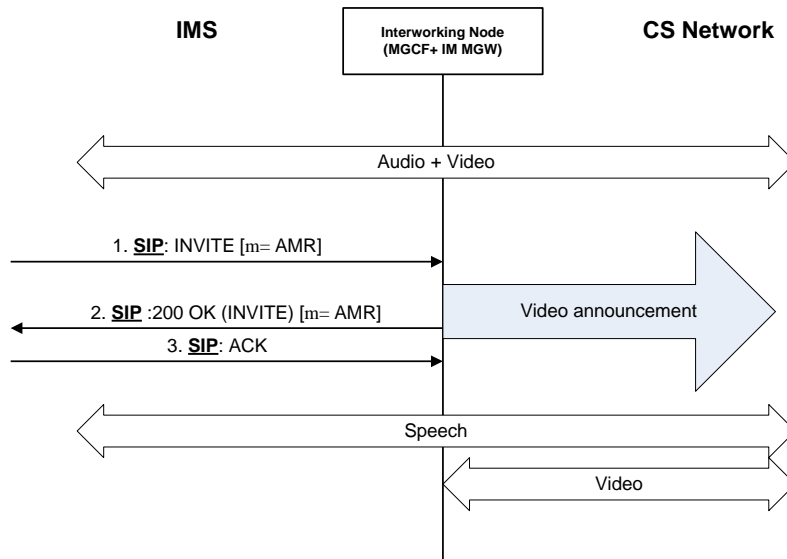 IMS
Interworking Node
(MGCF+ IM MGW)
CS Network
Audio + Video
1. SIP: INVITE [m= AMR]
2. SIP :200 OK (INVITE) [m= AMR]
Video announcement
3. SIP: ACK
Speech
Video